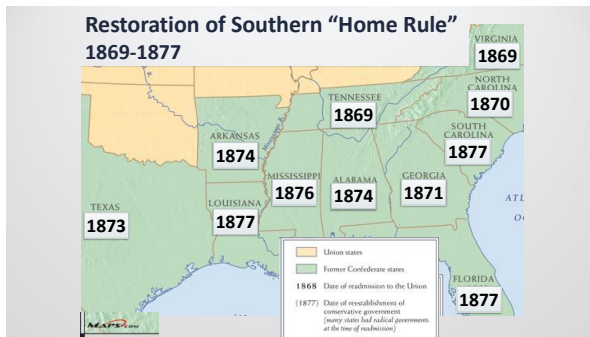 Restoration of Southern “Home Rule”
1869-1877
VIRGINIA
1869
NORTH
CAROLINA
1870
TENNESSEE
1869
SOUTH
CAROLINA
1877
ARKANSAS
1874
Mississippi R.
MISSISSIPPI
1876
ALABAMA
1874
GEORGIA
1871
TEXAS
1873
LOUISIANA
1877
ATL
O
FLORIDA
1877
Union states
Former Confederate states
1868 Date of readmission to the Union
(1877) Date of reestablishment of
conservative government
(many states had radical governments
at the time of readmission)
MAPS.COM